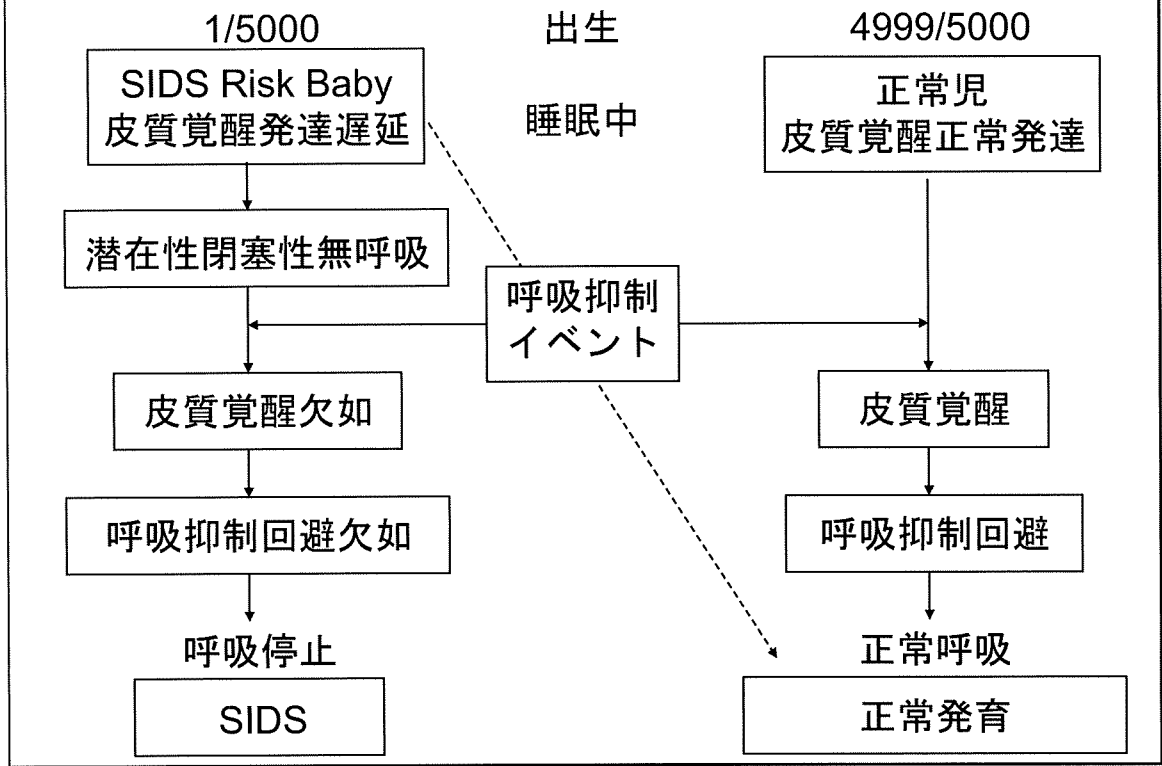 1/5000
出生
4999/5000
SIDS Risk Baby
皮質覚醒発達遅延
睡眠中
正常児
皮質覚醒正常発達
潜在性閉塞性無呼吸
呼吸抑制
イベント
皮質覚醒欠如
皮質覚醒
呼吸抑制回避欠如
呼吸抑制回避
呼吸停止
正常呼吸
SIDS
正常発育